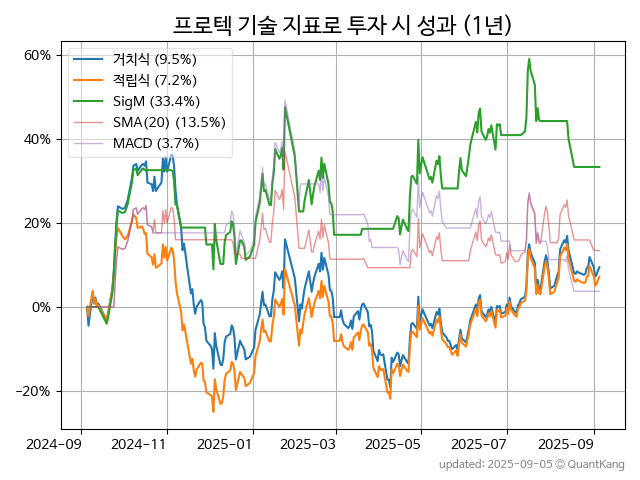 프로텍 기술 지표로 투자 시 성과 (1년)
60%
40%
20%
0%
−20%
거치식 (9.5%)
적립식 (7.2%)
SigM (33.4%)
SMA(20) (13.5%)
MACD (3.7%)
2024-09
2024-11
2025-01
2025-03
2025-05
2025-07
2025-09
updated: 2025-09-05 © QuantKang